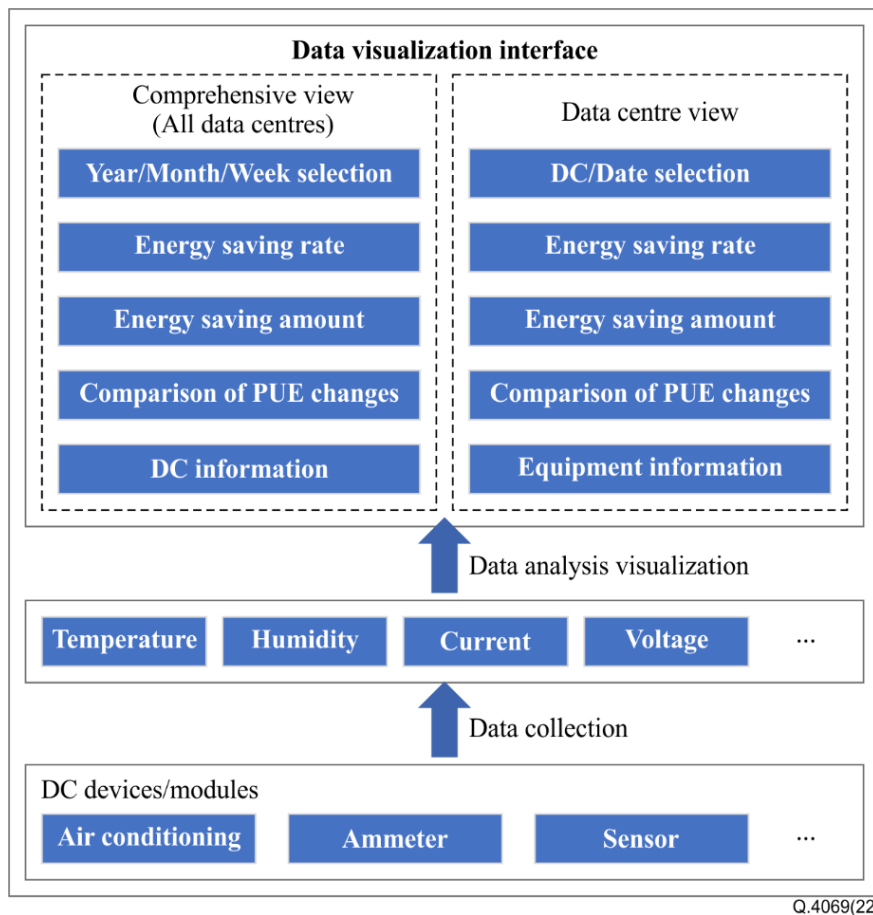 Data visualization interface
Comprehensive view
(All data centres)
Year/Month/Week selection
Energy saving rate
Energy saving amount
Comparison of PUE changes
DC information
Data centre view
DC/Date selection
Energy saving rate
Energy saving amount
Comparison of PUE changes
Equipment information
Data analysis visualization
Temperature
Humidity
Current
Voltage
...
Data collection
DC devices/modules
Air conditioning
Ammeter
Sensor
...
Q.4069(22